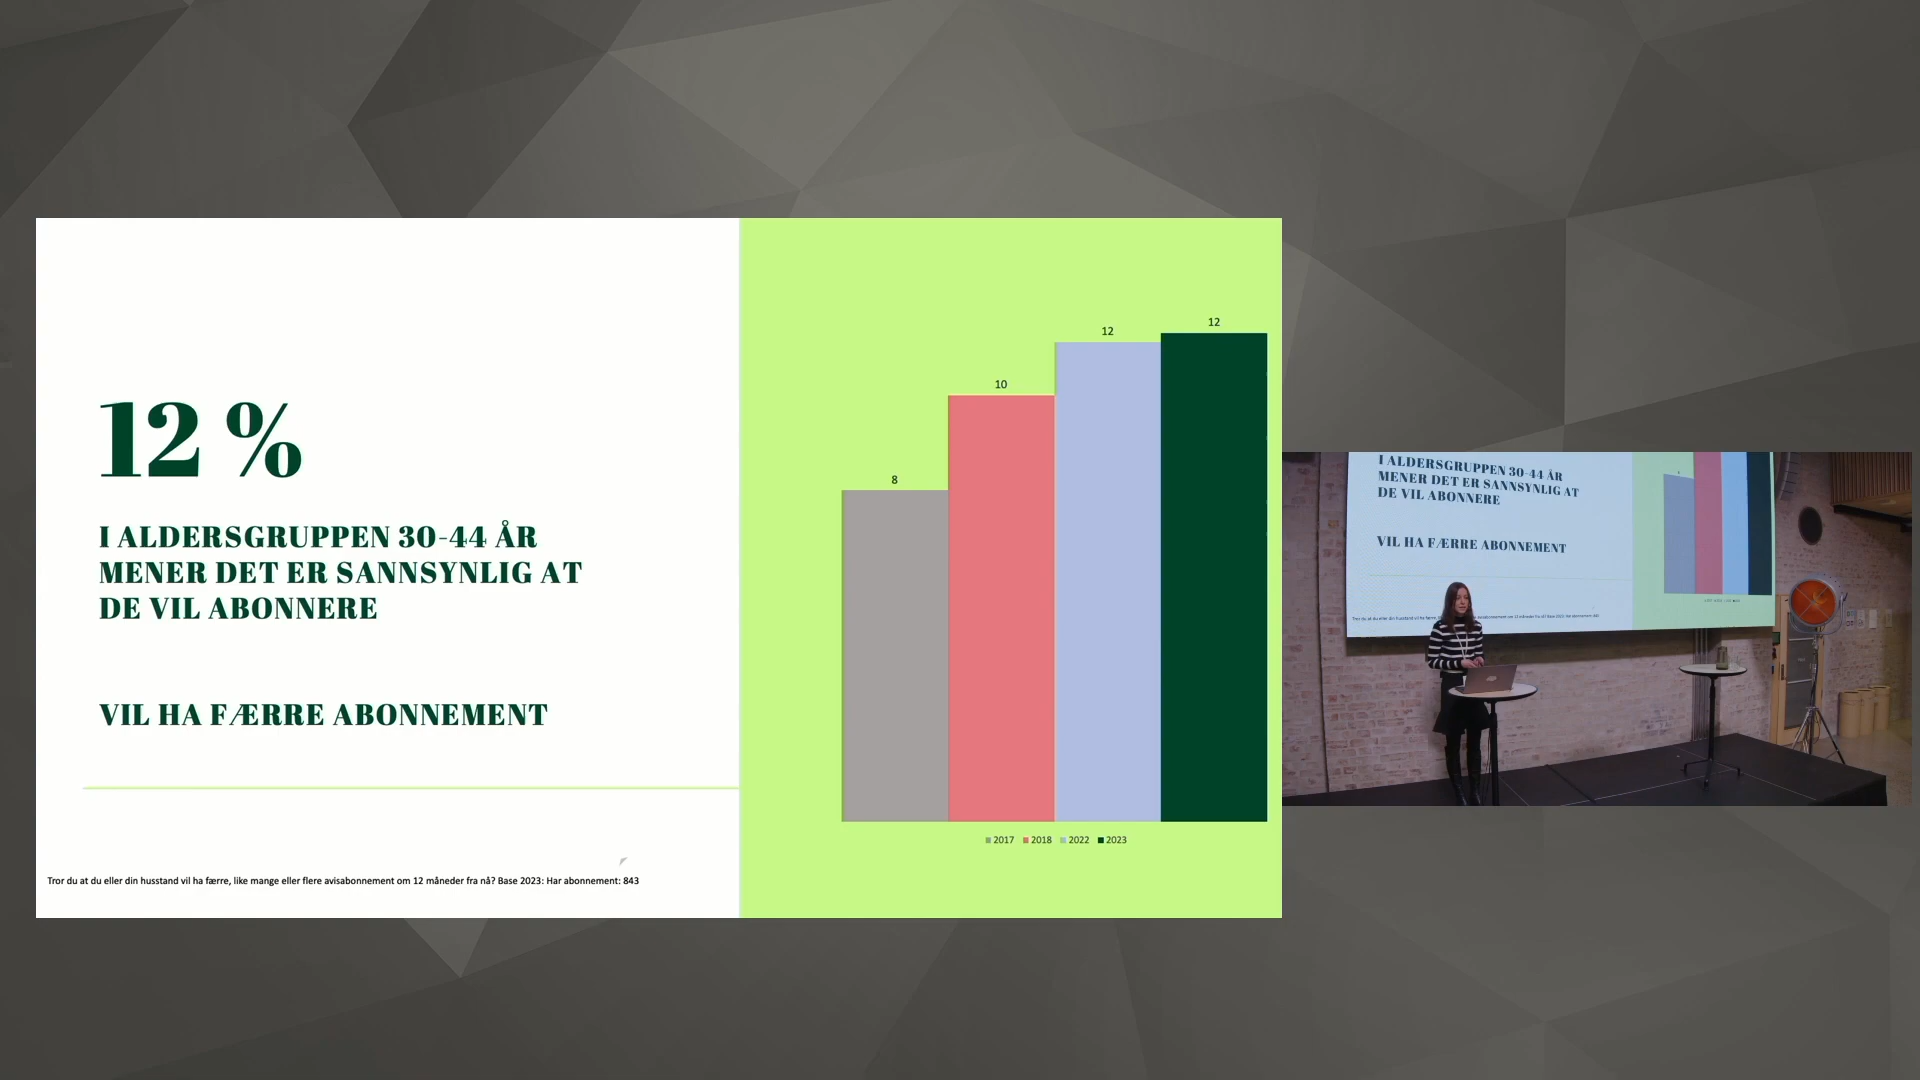 12 %
I ALDERSGRUPPEN 30-44 ÅR
MENER DET ER SANNSYNLIG AT
DE VIL ABONNERE
VIL HA FÆRRE ABONNEMENT
Tror du at du eller din husstand vil ha færre, like mange eller flere avisabonnement om 12 måneder fra nå? Base 2023: Har abonnement: 843
8
10
12
12
2017 2018 2022 2023
I ALDERSGRUPPEN 30-44 ÅR
MENER DET ER SANNSYNLIG AT
DE VIL ABONNERE
VIL HA FÆRRE ABONNEMENT